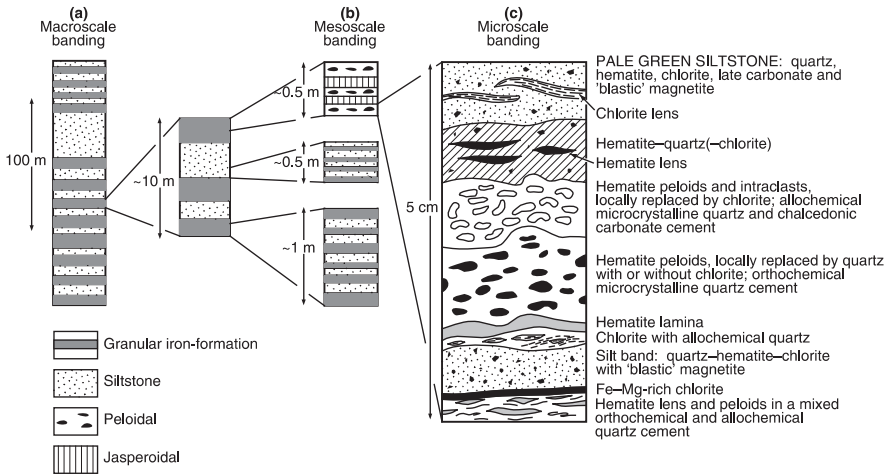 (a)
Macroscale
banding
(b)
Mesoscale
banding
(c)
Microscale
banding
100 m
~10 m
~0.5 m
~0.5 m
~1 m
5 cm
PALE GREEN SILTSTONE: quartz,
hematite, chlorite, late carbonate and
'blastic' magnetite
Chlorite lens
Hematite–quartz(–chlorite)
Hematite lens
Hematite peloids and intraclasts,
locally replaced by chlorite; allochemical
microcrystalline quartz and chalcedonic
carbonate cement
Hematite peloids, locally replaced by quartz
with or without chlorite; orthochemical
microcrystalline quartz cement
Hematite lamina
Chlorite with allochemical quartz
Silt band: quartz–hematite–chlorite
with 'blastic' magnetite
Fe–Mg-rich chlorite
Hematite lens and peloids in a mixed
orthochemical and allochemical
quartz cement
Granular iron-formation
Siltstone
Peloidal
Jasperoidal